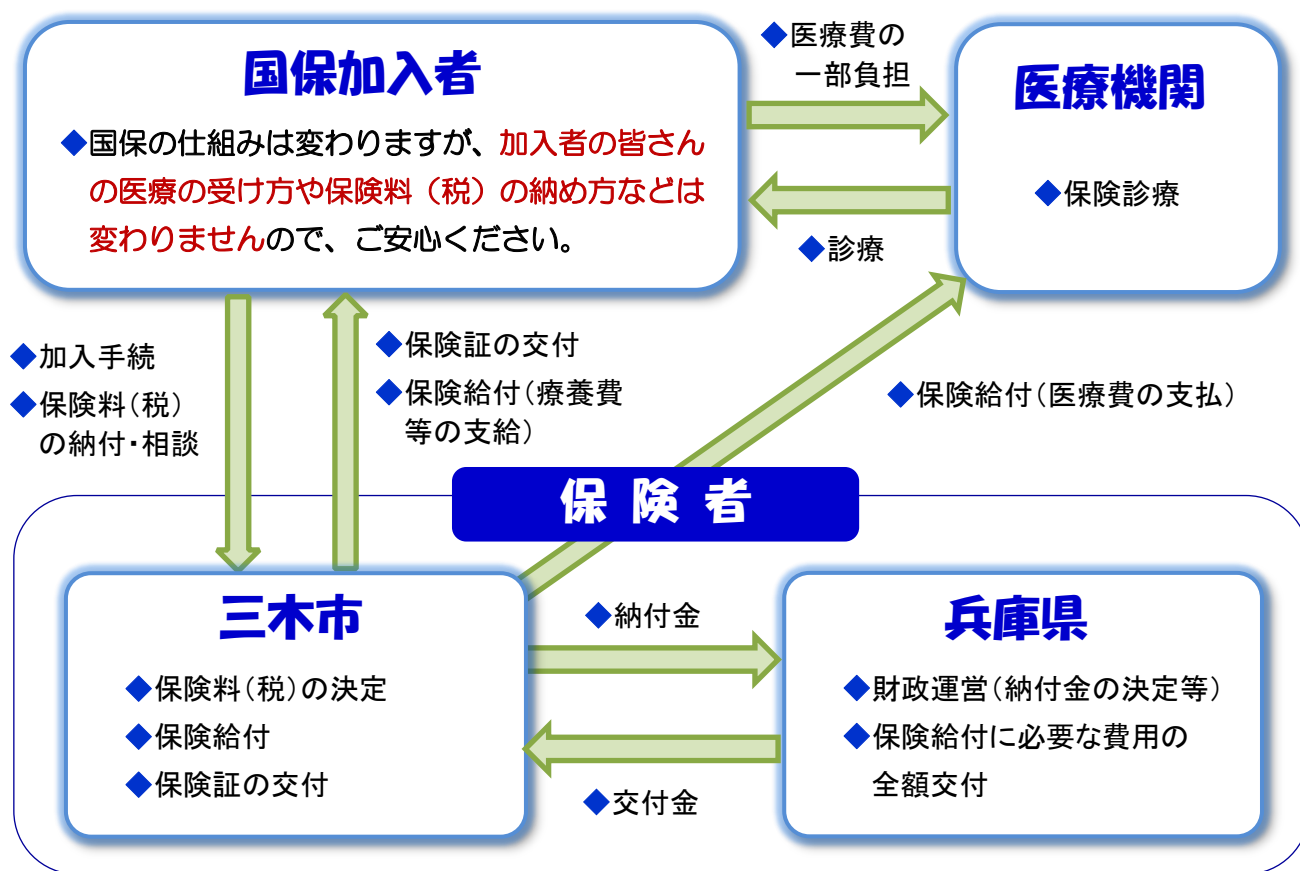 国保加入者
◆国保の仕組みは変わりますが、加入者の皆さん
の医療の受け方や保険料（税）の納め方などは
変わりませんので、ご安心ください。
◆医療費の
一部負担
◆診療
医療機関
◆保険診療
◆加入手続
◆保険料（税）
の納付・相談
◆保険証の交付
◆保険給付（療養費
等の支給）
◆保険給付（医療費の支払）
保険者
三木市
◆保険料（税）の決定
◆保険給付
◆保険証の交付
◆納付金
◆交付金
兵庫県
◆財政運営（納付金の決定等）
◆保険給付に必要な費用の
全額交付